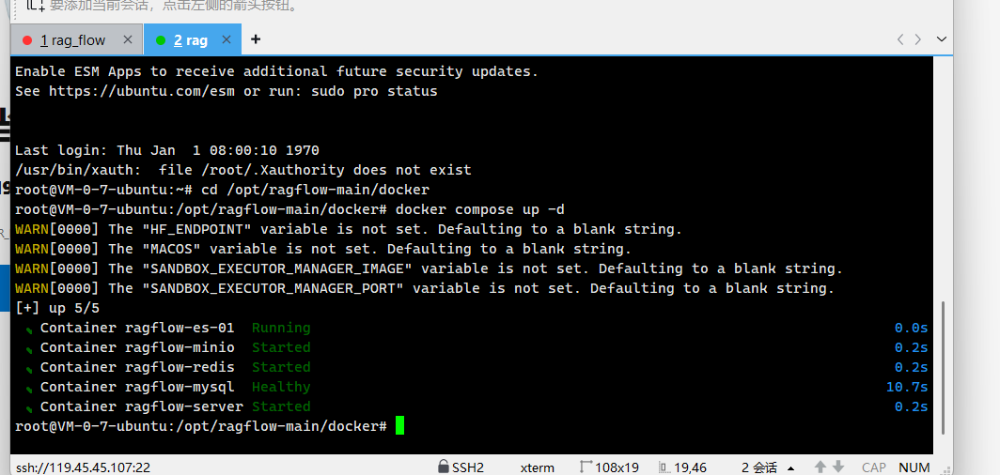 要添加当前会话，点击左侧的箭头按钮。
1 rag_flow
2 rag
Enable ESM Apps to receive additional future security updates.
See https://ubuntu.com/esm or run: sudo pro status
Last login: Thu Jan  1 08:00:10 1970
/usr/bin/xauth:  file /root/.Xauthority does not exist
root@VM-0-7-ubuntu:~# cd /opt/ragflow-main/docker
root@VM-0-7-ubuntu:/opt/ragflow-main/docker# docker compose up -d
WARN[0000] The "HF_ENDPOINT" variable is not set. Defaulting to a blank string.
WARN[0000] The "MACOS" variable is not set. Defaulting to a blank string.
WARN[0000] The "SANDBOX_EXECUTOR_MANAGER_IMAGE" variable is not set. Defaulting to a blank string.
WARN[0000] The "SANDBOX_EXECUTOR_MANAGER_PORT" variable is not set. Defaulting to a blank string.
[+] up 5/5
Container ragflow-es-01  Running 0.0s
Container ragflow-minio  Started 0.2s
Container ragflow-redis  Started 0.2s
Container ragflow-mysql  Healthy 10.7s
Container ragflow-server Started 0.2s
root@VM-0-7-ubuntu:/opt/ragflow-main/docker#
ssh://119.45.45.107:22 SSH2 xterm 108x19 19,46 2 会话 CAP NUM